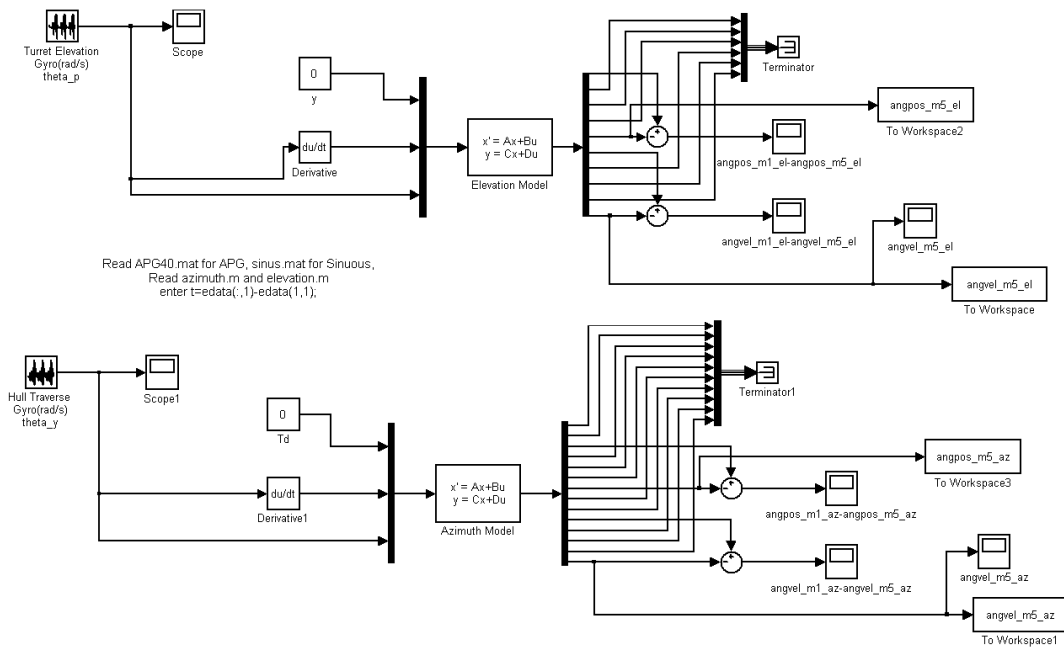 Turret Elevation
Gyro(rad/s)
theta_p
Scope
0
y
du/dt
Derivative
x' = Ax+Bu
y = Cx+Du
Elevation Model
Terminator
angpos_m5_el
To Workspace2
angpos_m1_el-angpos_m5_el
angvel_m1_el-angvel_m5_el
angvel_m5_el
angvel_m5_el
To Workspace
Read APG40.mat for APG, sinus.mat for Sinuous,
Read azimuth.m and elevation.m
enter t=edata(:,1)-edata(1,1);
Hull Traverse
Gyro(rad/s)
theta_y
Scope1
0
Td
du/dt
Derivative1
x' = Ax+Bu
y = Cx+Du
Azimuth Model
Terminator1
angpos_m5_az
To Workspace3
angpos_m1_az-angpos_m5_az
angvel_m1_az-angvel_m5_az
angvel_m5_az
angvel_m5_az
To Workspace1